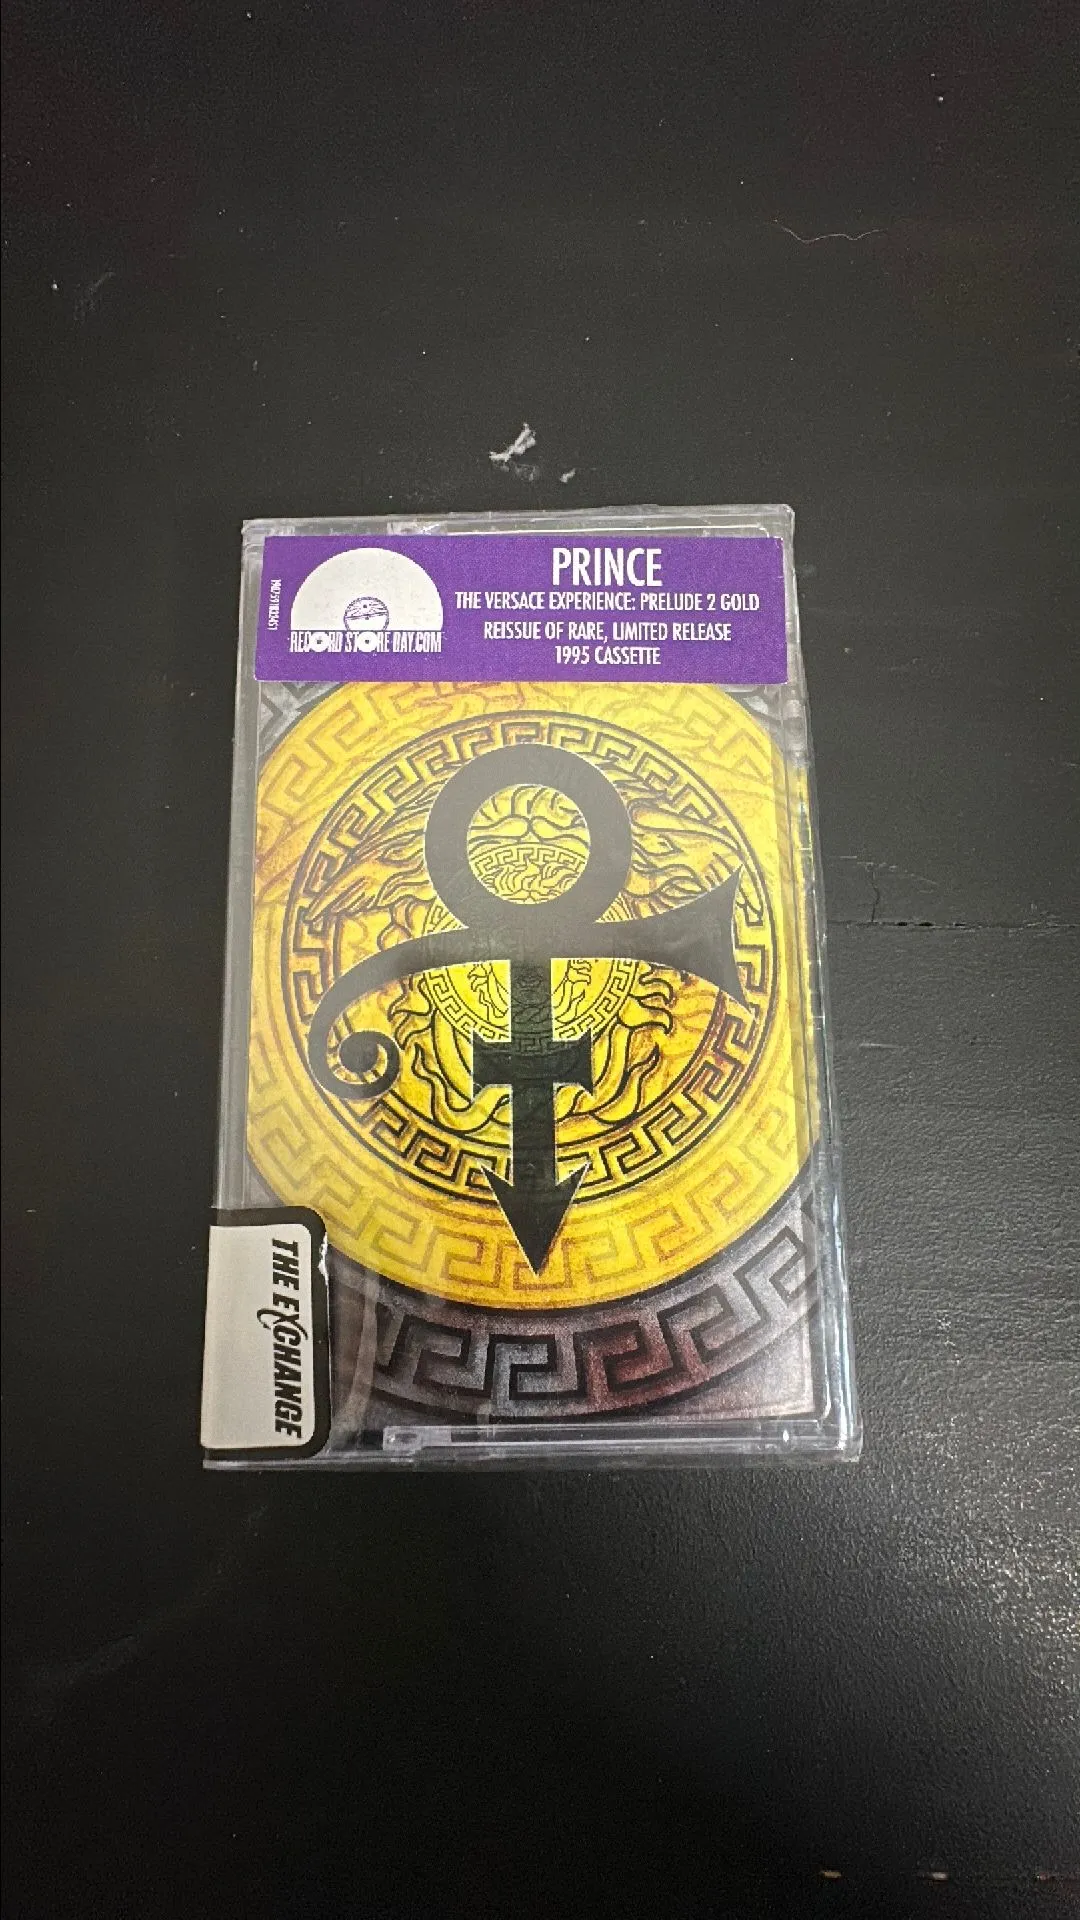 PRINCE
THE VERSACE EXPERIENCE: PRELUDE 2 GOLD
REISSUE OF RARE, LIMITED RELEASE
1995 CASSETTE
RECORD STORE DAY.COM
THE EXCHANGE